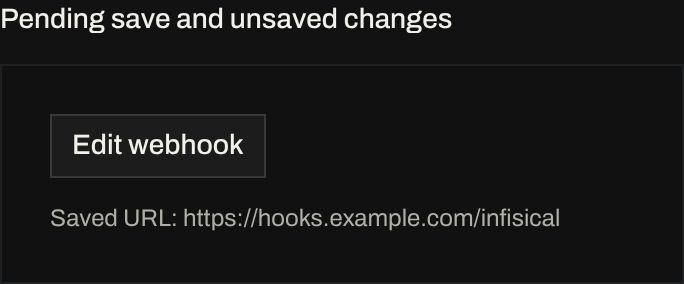 Pending save and unsaved changes
Edit webhook
Saved URL: https://hooks.example.com/infisical